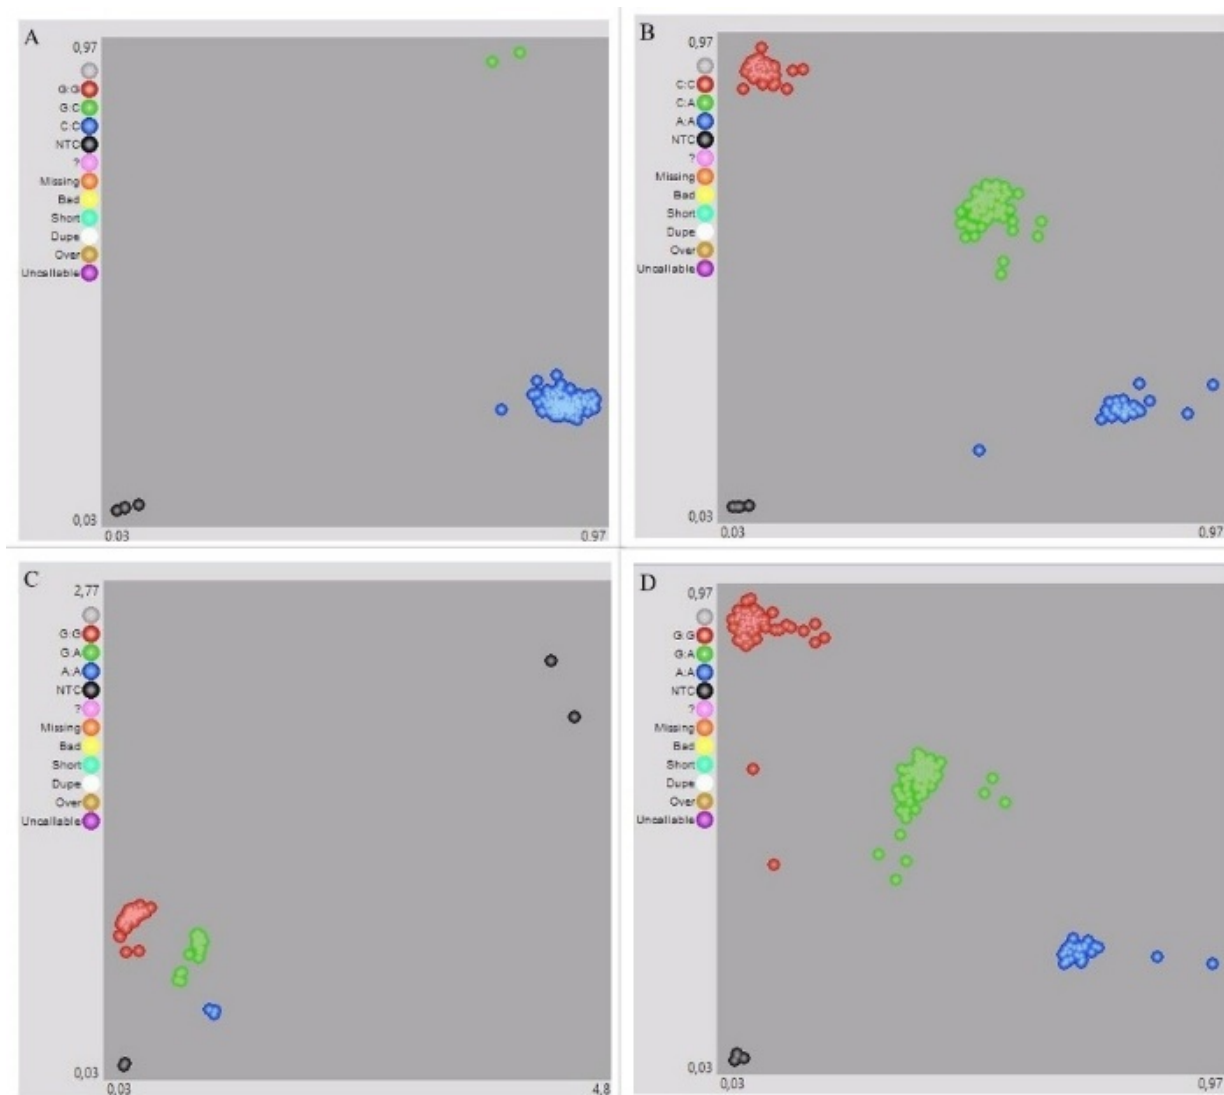 A
0,97
G:G
G:C
C:C
NTC
?
Missing
Bad
Short
Dupe
Over
Uncallable
0,03
0.03
0.97
B
0,97
C:C
C:A
A:A
NTC
?
Missing
Bad
Short
Dupe
Over
Uncallable
0,03
0.03
0,97
C
2,77
G:G
G:A
A:A
NTC
?
Missing
Bad
Short
Dupe
Over
Uncallable
0,03
0.03
4.8
D
0,97
G:G
G:A
A:A
NTC
?
Missing
Bad
Short
Dupe
Over
Uncallable
0,03
0.03
0,97